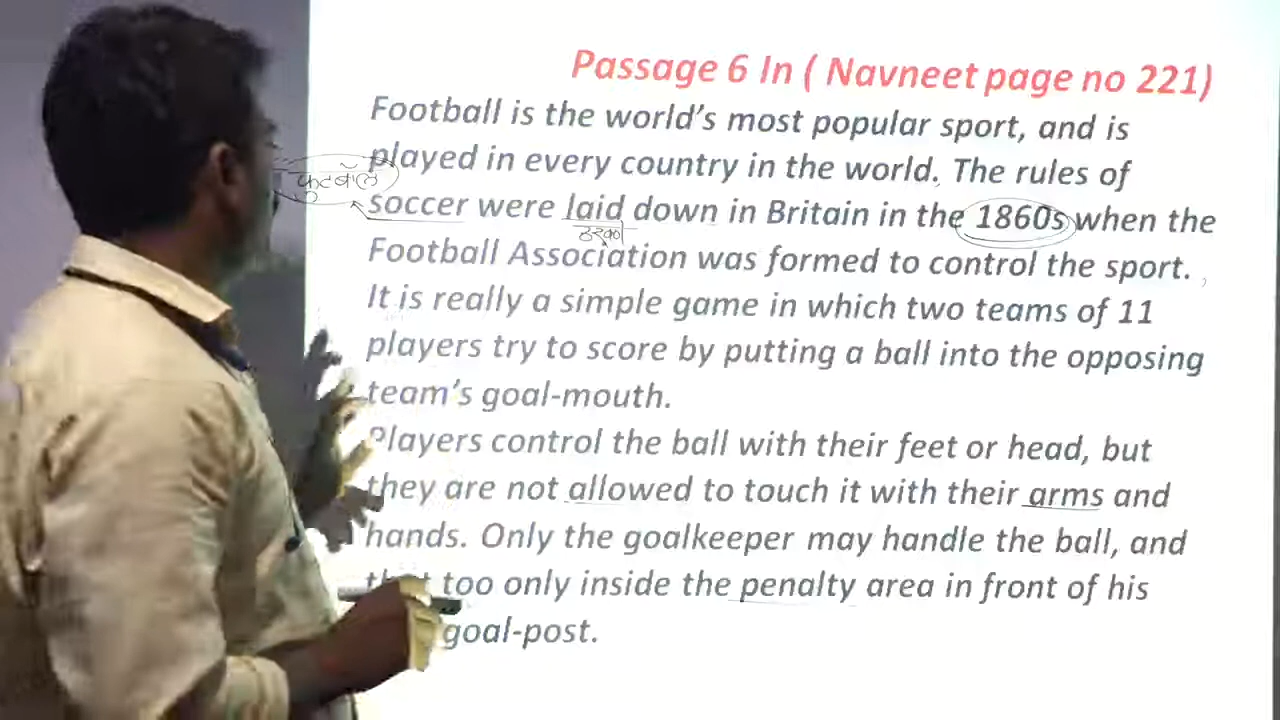 Passage 6 In ( Navneet page no 221)
Football is the world's most popular sport, and is
played in every country in the world. The rules of
फुटबॉल
soccer were laid down in Britain in the 1860s when the
Football Association was formed to control the sport.
It is really a simple game in which two teams of 11
players try to score by putting a ball into the opposing
team's goal-mouth.
Players control the ball with their feet or head, but
they are not allowed to touch it with their arms and
hands. Only the goalkeeper may handle the ball, and
too only inside the penalty area in front of his
goal-post.